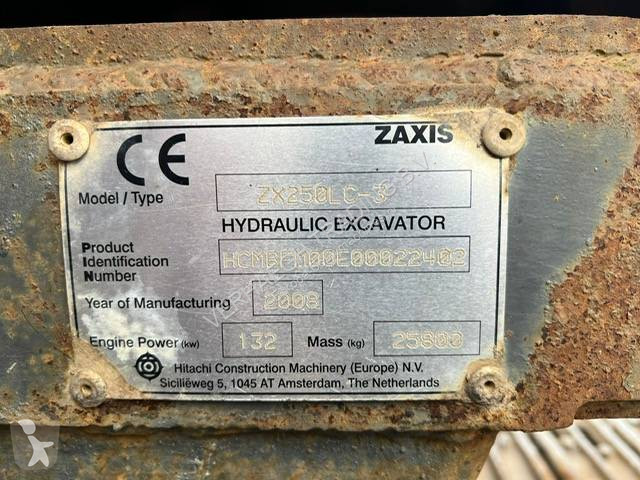 ZAXIS
CE
Model / Type ZX250LC-3
HYDRAULIC EXCAVATOR
Product
Identification
Number HCMBFM00E00022402
Year of Manufacturing 2008
Engine Power (kw) 132 Mass (kg) 25800
Hitachi Construction Machinery (Europe) N.V.
Siciliëweg 5, 1045 AT Amsterdam, The Netherlands